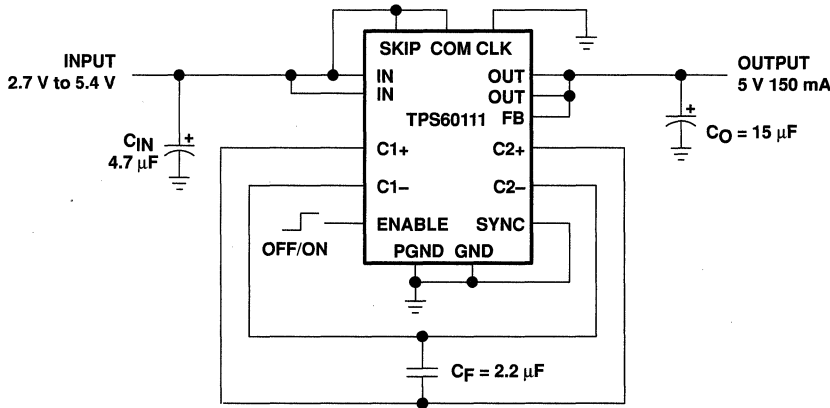 SKIP COM CLK
INPUT
2.7 V to 5.4 V
IN
IN
OUT
OUT
FB
TPS60111
OUTPUT
5 V 150 mA
CIN
4.7 μF
+
+
CO = 15 μF
C1+
C2+
C1–
C2–
ENABLE
SYNC
OFF/ON
PGND GND
CF = 2.2 μF